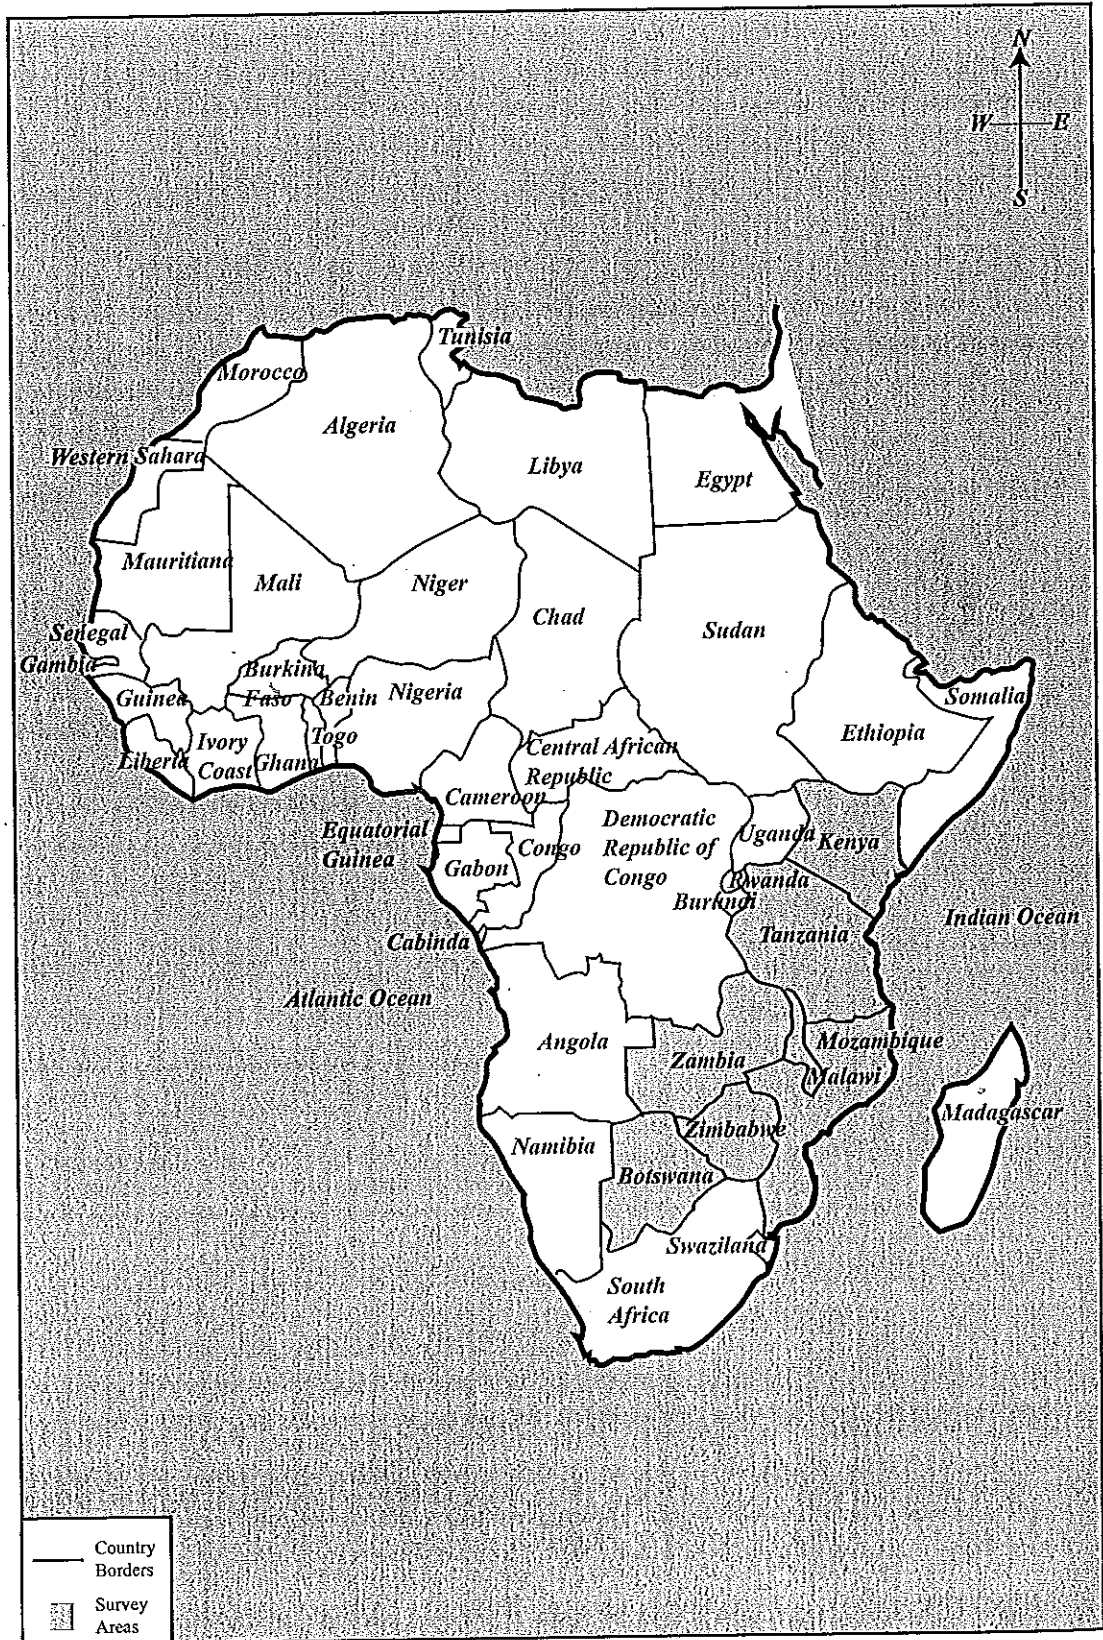 N
W E
S
Tunisia
Morocco
Algeria
Western Sahara
Libya
Egypt
Mauritiana
Mali
Niger
Chad
Sudan
Senegal
Gambia
Burkina
Faso
Guinea
Benin
Nigeria
Somalia
Ethiopia
Togo
Ivory
Coast
Ghana
Liberia
Central African
Republic
Cameroon
Equatorial
Guinea
Democratic
Republic of
Congo
Uganda
Kenya
Congo
Gabon
Rwanda
Burundi
Indian Ocean
Tanzania
Cabinda
Atlantic Ocean
Angola
Mozambique
Zambia
Malawi
Madagascar
Zimbabwe
Namibia
Botswana
Swaziland
South
Africa
Country
Borders
Survey
Areas